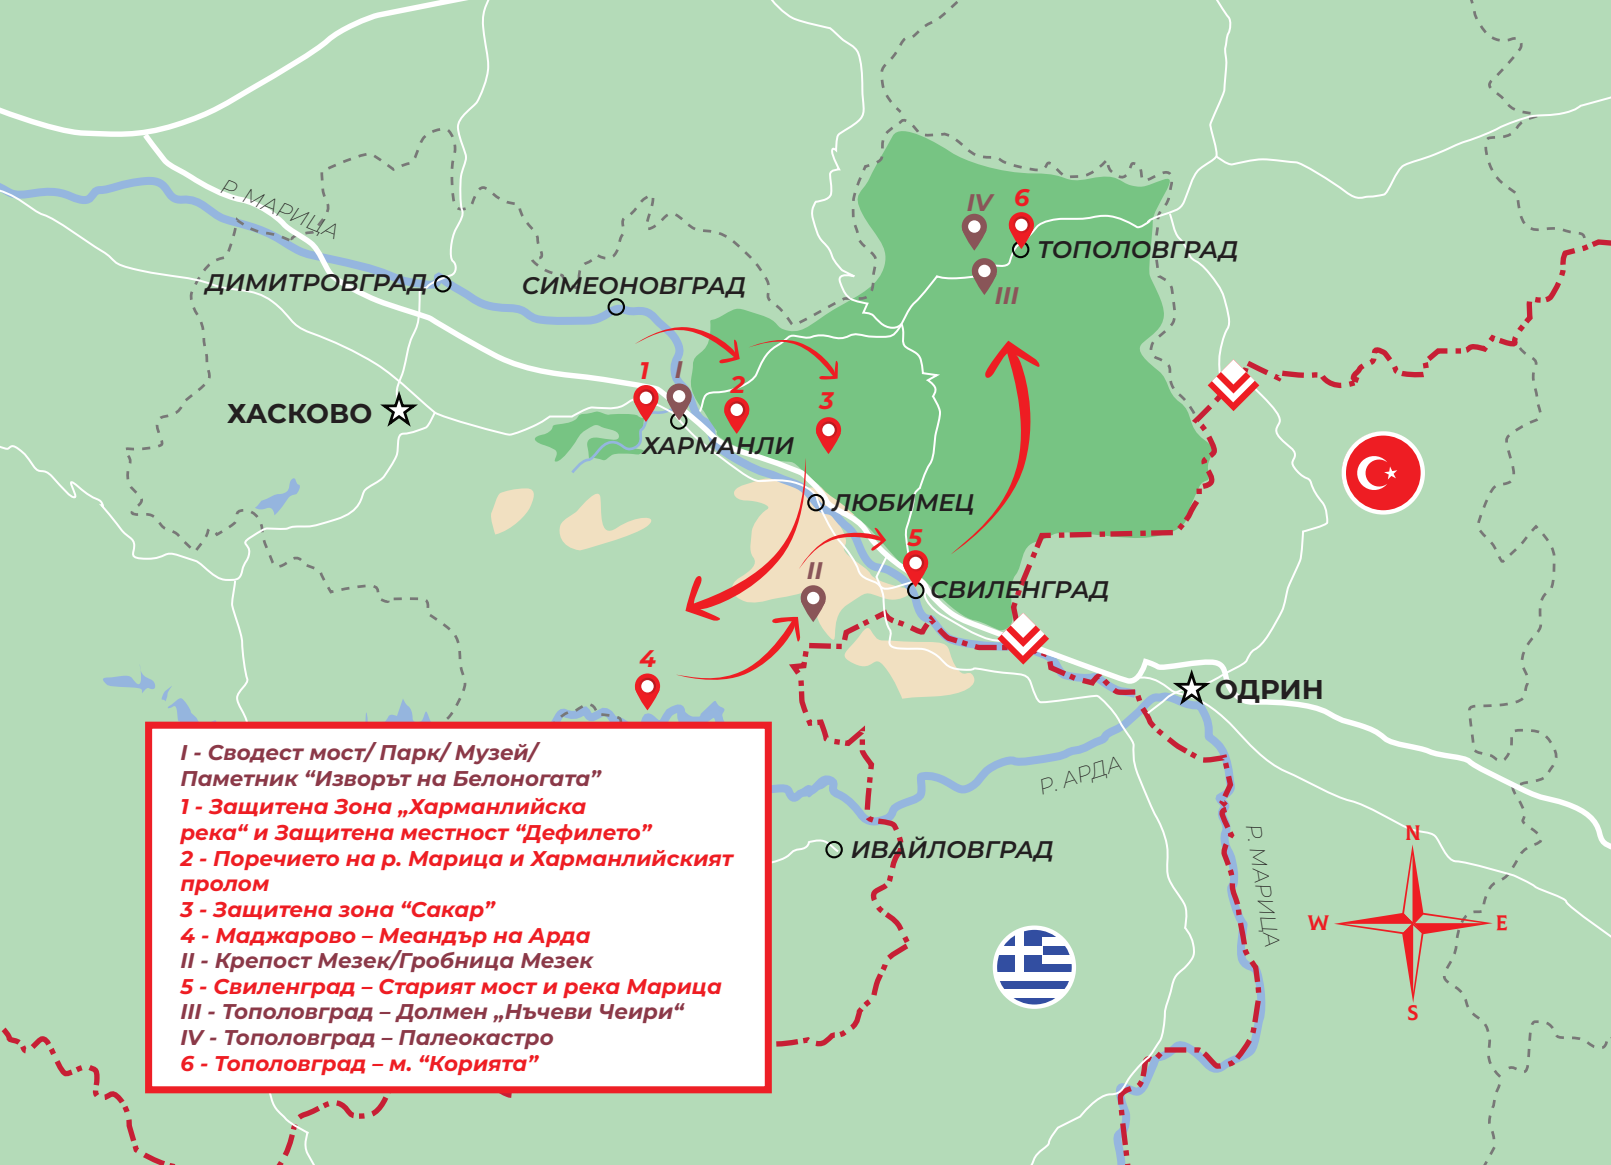 Р. МАРИЦА
ДИМИТРОВГРАД
СИМЕОНОВГРАД
IV
6
ТОПОЛОВГРАД
III
1
I
2
3
ХАСКОВО
ХАРМАНЛИ
ЛЮБИМЕЦ
5
II
СВИЛЕНГРАД
4
ОДРИН
Р. АРДА
Р. МАРИЦА
ИВАЙЛОВГРАД
N
W
E
S
I - Сводест мост/ Парк/ Музей/
Паметник “Изворът на Белоногата”
1 - Защитена Зона „Харманлийска
река“ и Защитена местност “Дефилето”
2 - Поречието на р. Марица и Харманлийският
пролом
3 - Защитена зона “Сакар”
4 - Маджарово – Меандър на Арда
II - Крепост Мезек/Гробница Мезек
5 - Свиленград – Старият мост и река Марица
III - Тополовград – Долмен „Нъчеви Чеири“
IV - Тополовград – Палеокастро
6 - Тополовград – м. “Корията”